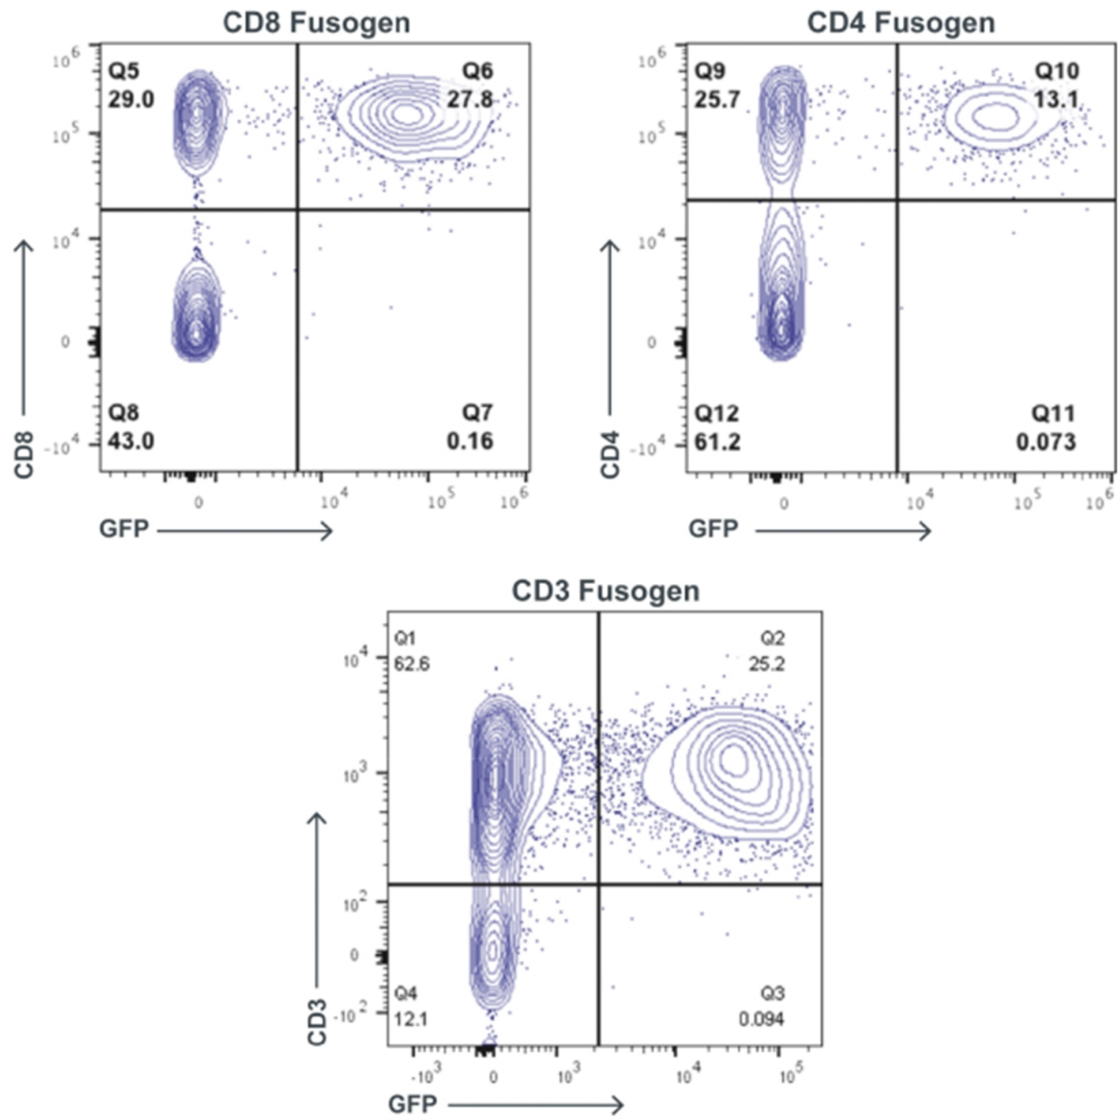 CD8 Fusogen
Q5
29.0
Q6
27.8
Q8
43.0
Q7
0.16
10^6
10^5
10^4
0
-10^4
CD8
0
10^4
10^5
10^6
GFP
CD4 Fusogen
Q9
25.7
Q10
13.1
Q12
61.2
Q11
0.073
10^6
10^5
10^4
0
-10^4
CD4
0
10^4
10^5
10^6
GFP
CD3 Fusogen
Q1
62.6
Q2
25.2
Q4
12.1
Q3
0.094
10^4
10^3
10^2
0
-10^2
CD3
-10^3
0
10^3
10^4
10^5
GFP